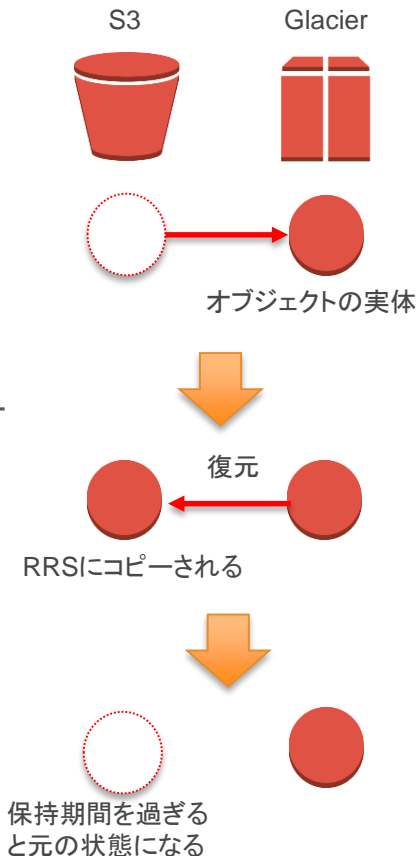 S3
Glacier
オブジェクトの実体
復元
RRSにコピーされる
保持期間を過ぎる
と元の状態になる